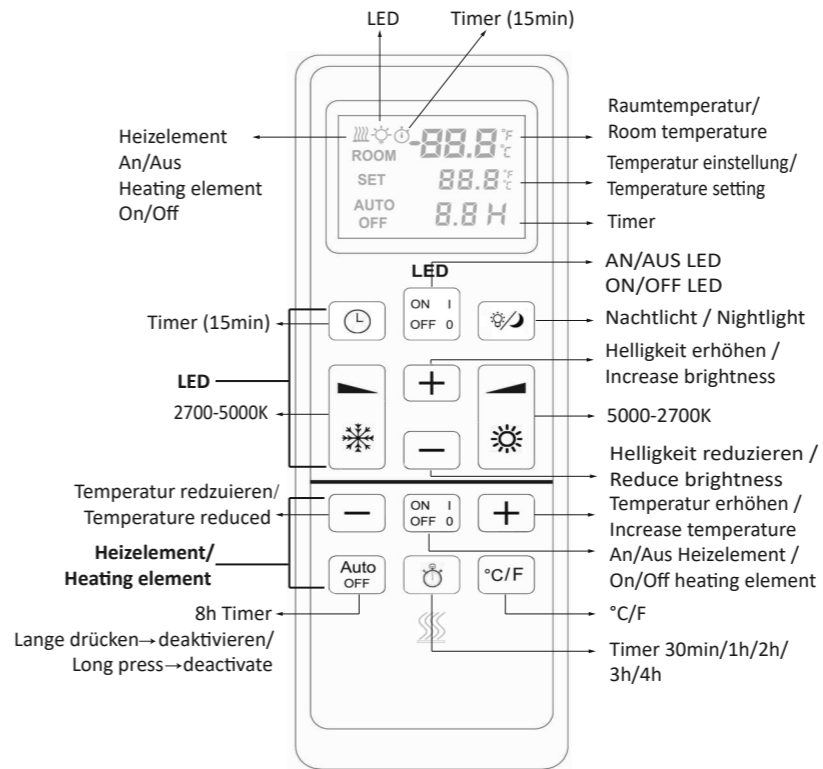 LED
Timer (15min)
Heizelement
An/Aus
Heating element
On/Off
-88.8 °F
°C
ROOM
SET
88.8 °F
°C
AUTO
OFF
8.8 H
Raumtemperatur/
Room temperature
Temperatur einstellung/
Temperature setting
Timer
LED
AN/AUS LED
ON/OFF LED
ON I
OFF 0
Timer (15min)
Nachtlicht / Nightlight
Helligkeit erhöhen /
Increase brightness
LED
2700-5000K
5000-2700K
Helligkeit reduzieren /
Reduce brightness
Temperatur redzuieren/
Temperature reduced
ON I
OFF 0
Temperatur erhöhen /
Increase temperature
Heizelement/
Heating element
An/Aus Heizelement /
On/Off heating element
Auto
OFF
°C/F
8h Timer
Lange drücken→deaktivieren/
Long press→deactivate
°C/F
Timer 30min/1h/2h/
3h/4h